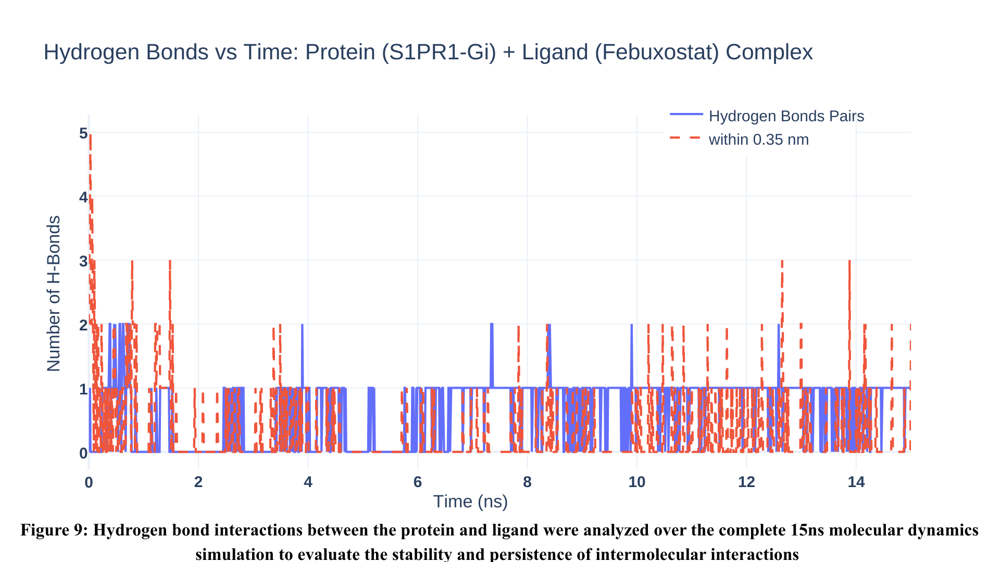 Hydrogen Bonds vs Time: Protein (S1PR1-Gi) + Ligand (Febuxostat) Complex
Hydrogen Bonds Pairs
within 0.35 nm
Number of H-Bonds
5
4
3
2
1
0
0 2 4 6 8 10 12 14
Time (ns)
Figure 9: Hydrogen bond interactions between the protein and ligand were analyzed over the complete 15ns molecular dynamics
simulation to evaluate the stability and persistence of intermolecular interactions